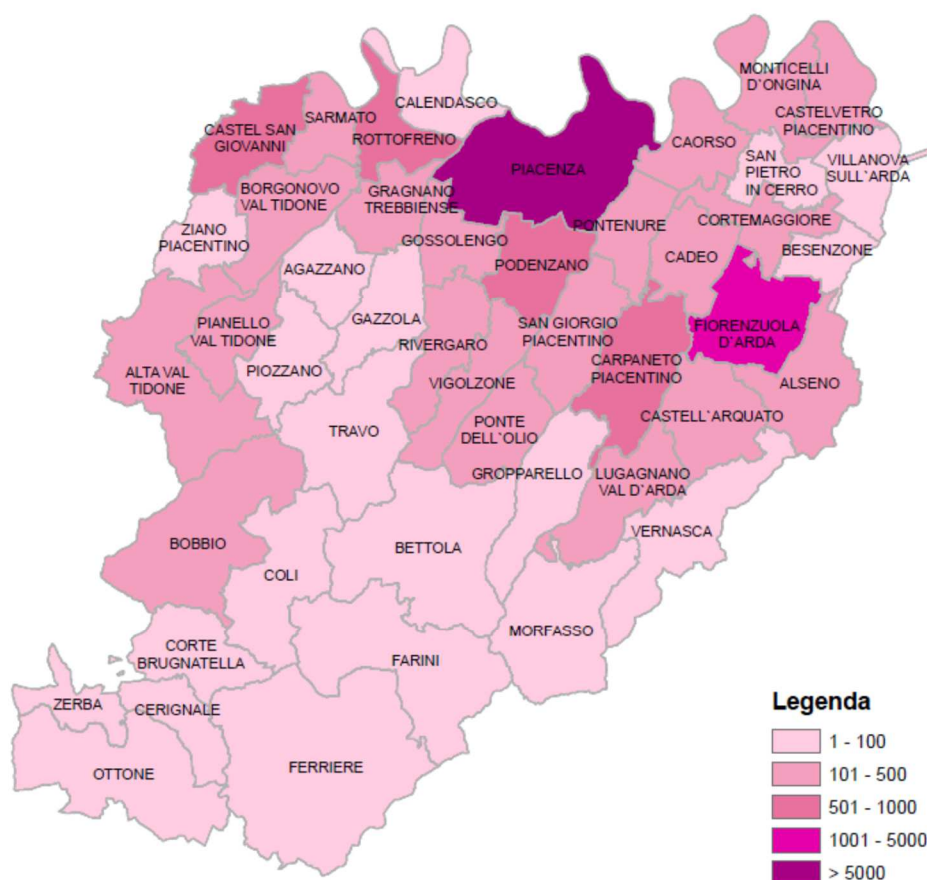 MONTICELLI
D'ONGINA
CALENDASCO
CASTELVETRO
PIACENTINO
SARMATO
CASTEL SAN
GIOVANNI
ROTTOFRENO
CAORSO
SAN
PIETRO
IN CERRO
VILLANOVA
SULL'ARDA
PIACENZA
BORGONOVO
VAL TIDONE
GRAGNANO
TREBBIENSE
ZIANO
PIACENTINO
GOSSOLENGO
PONTENURE
CORTEMAGGIORE
CADEO
BESENZONE
AGAZZANO
PODENZANO
GAZZOLA
PIANELLO
VAL TIDONE
SAN GIORGIO
PIACENTINO
FIORENZUOLA
D'ARDA
RIVERGARO
CARPANETO
PIACENTINO
ALTA VAL
TIDONE
PIOZZANO
VIGOLZONE
ALSENO
CASTELL`ARQUATO
TRAVO
PONTE
DELL'OLIO
GROPPARELLO
LUGAGNANO
VAL D'ARDA
VERNASCA
BOBBIO
BETTOLA
COLI
MORFASSO
CORTE
BRUGNATELLA
FARINI
ZERBA
CERIGNALE
OTTONE
FERRIERE
Legenda
1 - 100
101 - 500
501 - 1000
1001 - 5000
> 5000